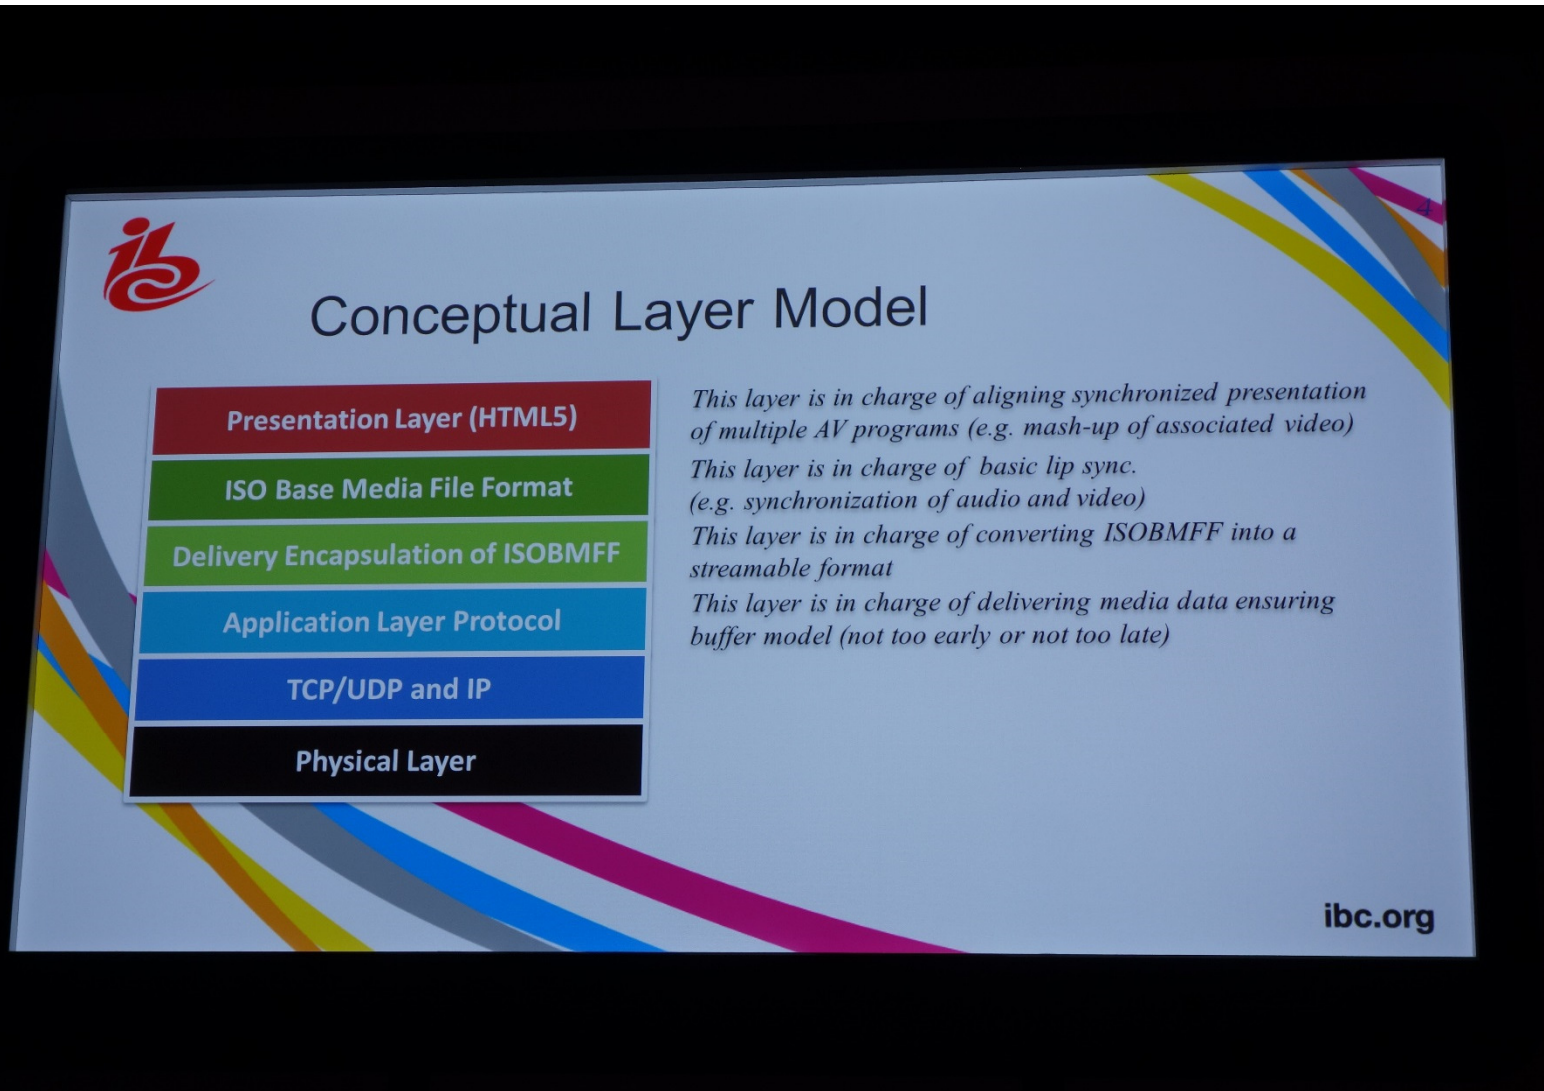 ibc
4
Conceptual Layer Model
Presentation Layer (HTML5)
This layer is in charge of aligning synchronized presentation
of multiple AV programs (e.g. mash-up of associated video)
ISO Base Media File Format
This layer is in charge of basic lip sync.
(e.g. synchronization of audio and video)
Delivery Encapsulation of ISOBMFF
This layer is in charge of converting ISOBMFF into a
streamable format
Application Layer Protocol
This layer is in charge of delivering media data ensuring
buffer model (not too early or not too late)
TCP/UDP and IP
Physical Layer
ibc.org